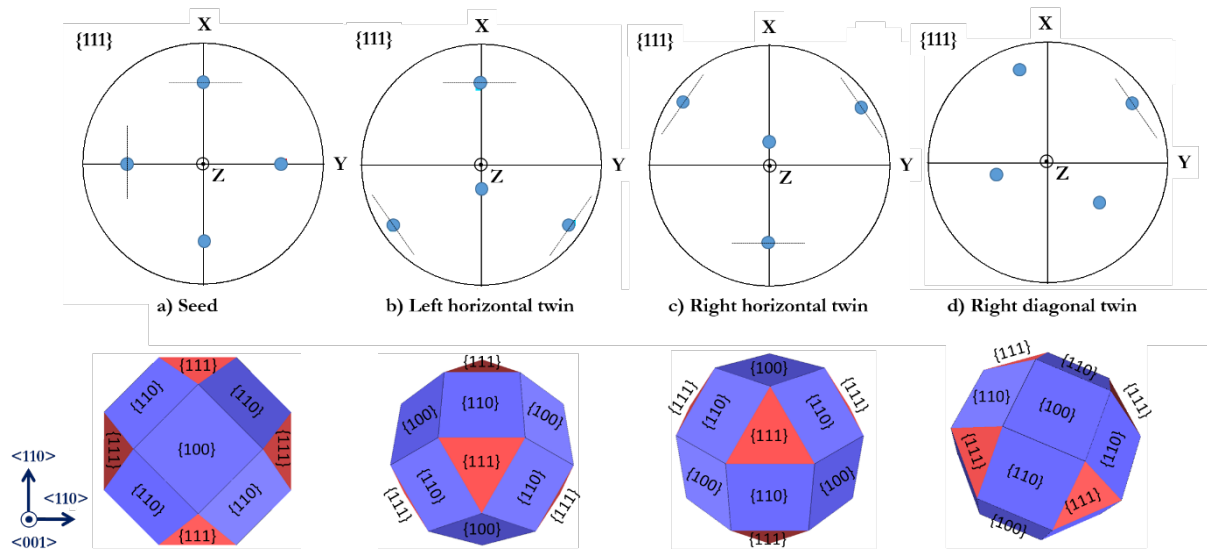 {111}
X
Y
Z
{111}
X
Y
Z
{111}
X
Y
Z
{111}
X
Y
Z
a) Seed
b) Left horizontal twin
c) Right horizontal twin
d) Right diagonal twin
<110>
<110>
<001>
{111}
{110}
{110}
{111}
{100}
{111}
{110}
{110}
{111}
{111}
{100}
{110}
{100}
{111}
{111}
{110}
{110}
{111}
{100}
{100}
{111}
{110}
{110}
{111}
{111}
{100}
{110}
{100}
{111}
{111}
{110}
{111}
{110}
{100}
{110}
{111}
{110}
{111}
{100}